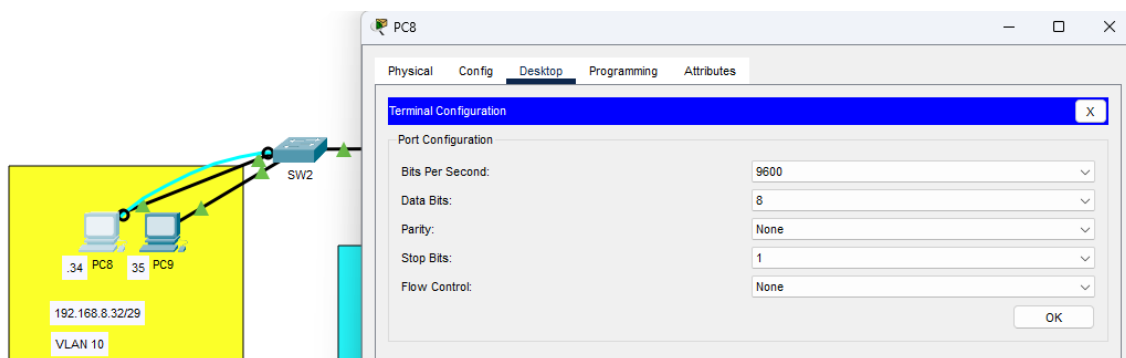 PC8
Physical Config Desktop Programming Attributes
Terminal Configuration
X
Port Configuration
Bits Per Second: 9600
Data Bits: 8
Parity: None
Stop Bits: 1
Flow Control: None
OK
SW2
.34 PC8 35 PC9
192.168.8.32/29
VLAN 10